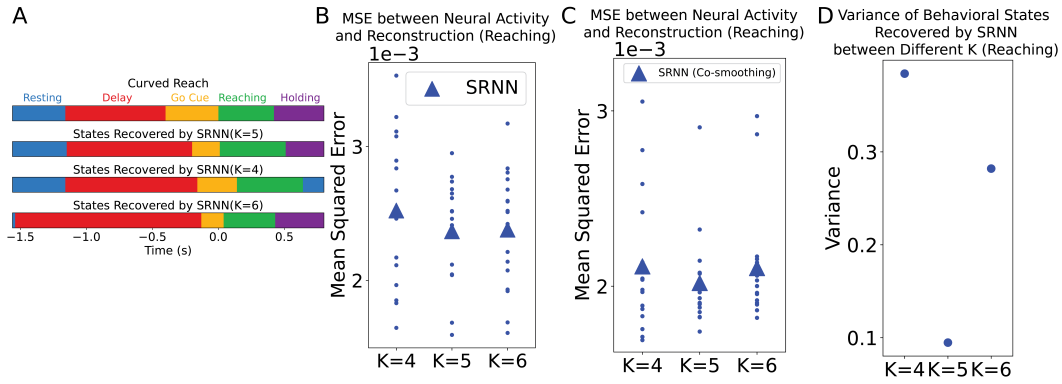 A
Curved Reach
Resting Delay Go Cue Reaching Holding
States Recovered by SRNN(K=5)
States Recovered by SRNN(K=4)
States Recovered by SRNN(K=6)
−1.5 −1.0 −0.5 0.0 0.5
Time (s)
B
MSE between Neural Activity
and Reconstruction (Reaching)
1e−3
SRNN
Mean Squared Error
3
2
K=4 K=5 K=6
C
MSE between Neural Activity
and Reconstruction (Reaching)
1e−3
SRNN (Co-smoothing)
Mean Squared Error
3
2
K=4 K=5 K=6
D
Variance of Behavioral States
Recovered by SRNN
between Different K (Reaching)
Variance
0.3
0.2
0.1
K=4 K=5 K=6